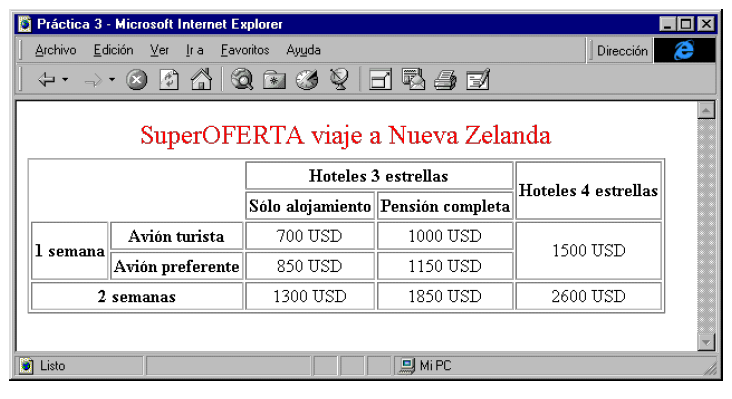 Práctica 3 - Microsoft Internet Explorer
Archivo Edición Ver Ir a Favoritos Ayuda Dirección
SuperOFERTA viaje a Nueva Zelanda
Hoteles 3 estrellas
Hoteles 4 estrellas
Sólo alojamiento Pensión completa
1 semana
Avión turista 700 USD 1000 USD
1500 USD
Avión preferente 850 USD 1150 USD
2 semanas 1300 USD 1850 USD 2600 USD
Listo Mi PC